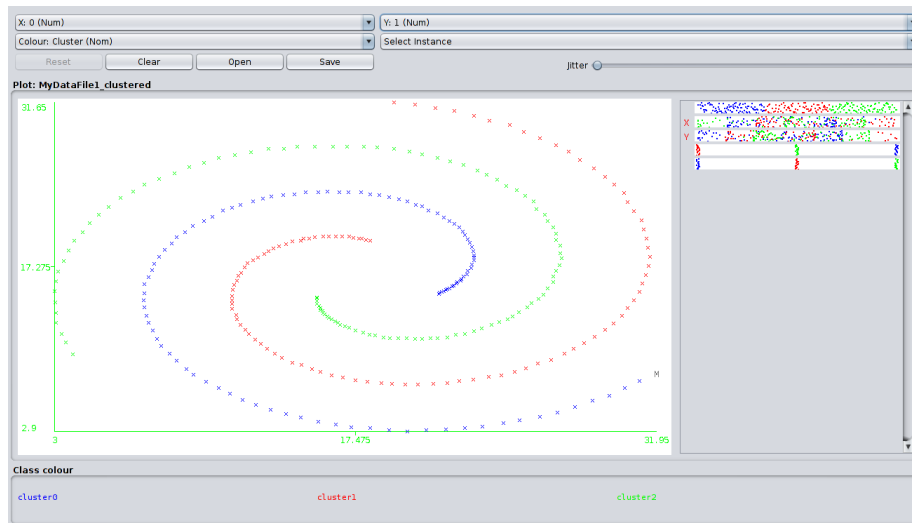 X: 0 (Num) Y: 1 (Num)
Colour: Cluster (Nom) Select Instance
Reset Clear Open Save Jitter
Plot: MyDataFile1_clustered
31.65
X
Y
17.275
M
2.9
3 17.475 31.95
Class colour
cluster0 cluster1 cluster2